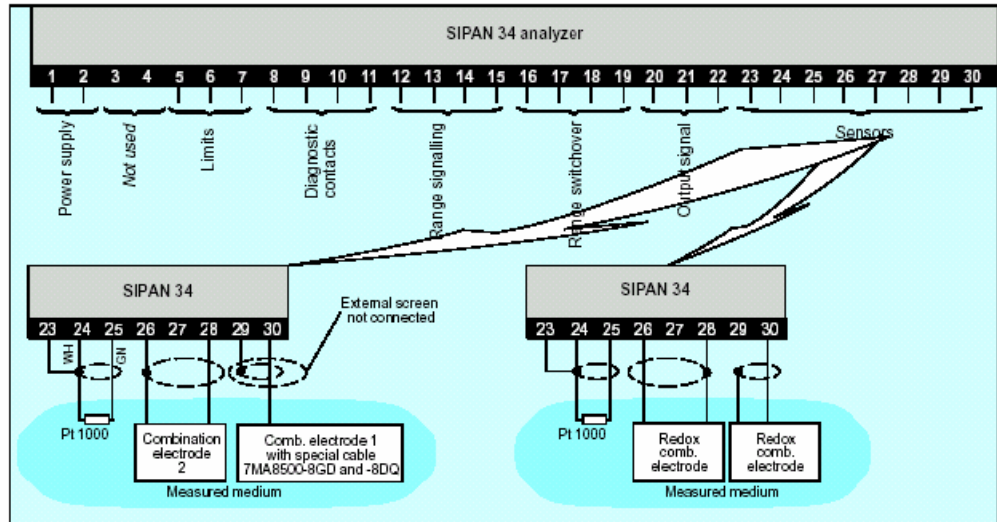 SIPAN 34 analyzer
1 2 3 4 5 6 7 8 9 10 11 12 13 14 15 16 17 18 19 20 21 22 23 24 25 26 27 28 29 30
Power supply
Not used
Limits
Diagnostic
contacts
Range signalling
Range switchover
Output signal
Sensors
SIPAN 34
23 24 25 26 27 28 29 30
WH
GN
External screen
not connected
Pt 1000
Combination
electrode
2
Comb. electrode 1
with special cable
7MA8500-8GD and -8DQ
Measured medium
SIPAN 34
23 24 25 26 27 28 29 30
Pt 1000
Redox
comb.
electrode
Redox
comb.
electrode
Measured medium